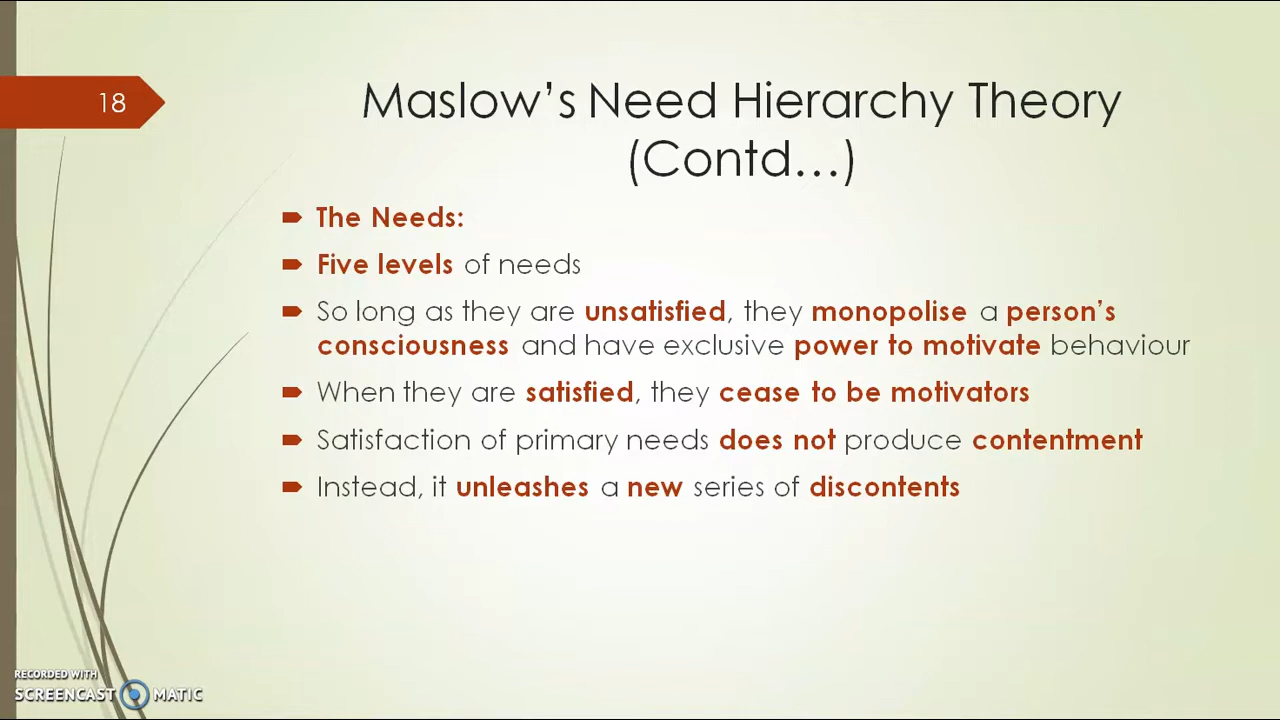 18
Maslow’s Need Hierarchy Theory
(Contd…)
The Needs:
Five levels of needs
So long as they are unsatisfied, they monopolise a person’s
consciousness and have exclusive power to motivate behaviour
When they are satisfied, they cease to be motivators
Satisfaction of primary needs does not produce contentment
Instead, it unleashes a new series of discontents
RECORDED WITH
SCREENCAST MATIC